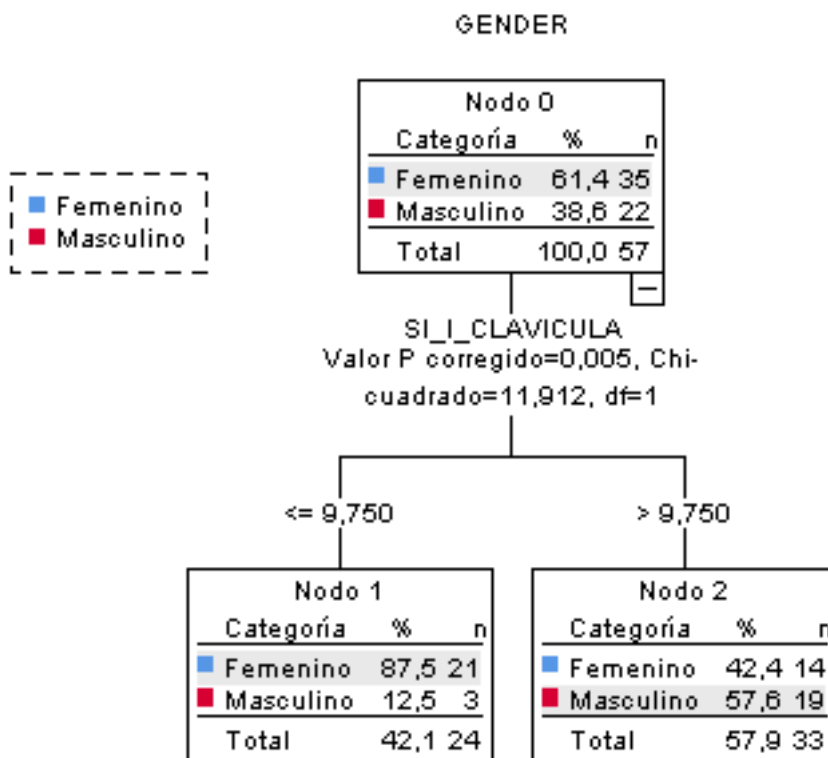 GENDER
Nodo 0
Categoría % n
Femenino 61,4 35
Masculino 38,6 22
Total 100,0 57
Femenino
Masculino
SI_I_CLAVICULA
Valor P corregido=0,005, Chi-
cuadrado=11,912, df=1
<= 9,750
> 9,750
Nodo 1
Categoría % n
Femenino 87,5 21
Masculino 12,5 3
Total 42,1 24
Nodo 2
Categoría % n
Femenino 42,4 14
Masculino 57,6 19
Total 57,9 33